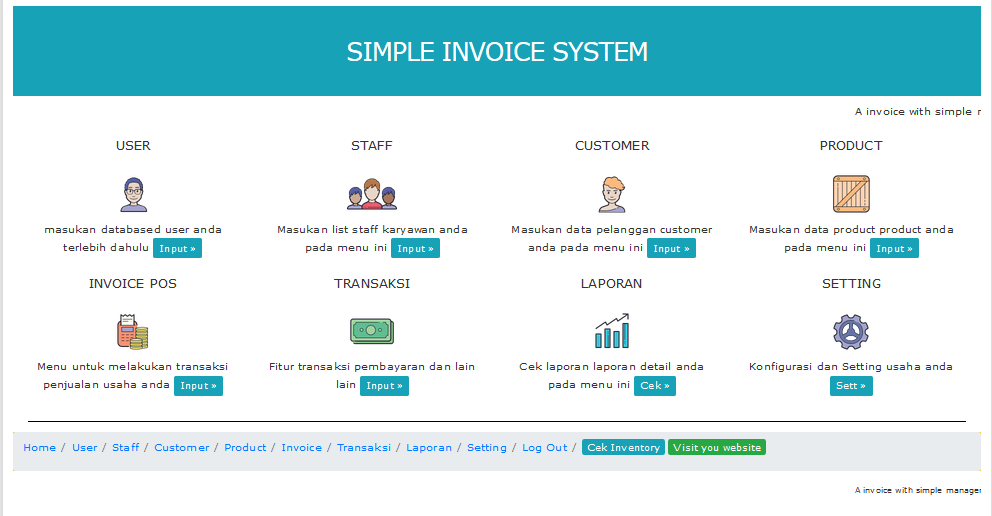 SIMPLE INVOICE SYSTEM
A invoice with simple
USER STAFF CUSTOMER PRODUCT
masukan databased user anda
terlebih dahulu Input »
Masukan list staff karyawan anda
pada menu ini Input »
Masukan data pelanggan customer
anda pada menu ini Input »
Masukan data product product anda
pada menu ini Input »
INVOICE POS TRANSAKSI LAPORAN SETTING
Menu untuk melakukan transaksi
penjualan usaha anda Input »
Fitur transaksi pembayaran dan lain
lain Input »
Cek laporan laporan detail anda
pada menu ini Cek »
Konfigurasi dan Setting usaha anda
Sett »
Home / User / Staff / Customer / Product / Invoice / Transaksi / Laporan / Setting / Log Out / Cek Inventory Visit you website
A invoice with simple manager